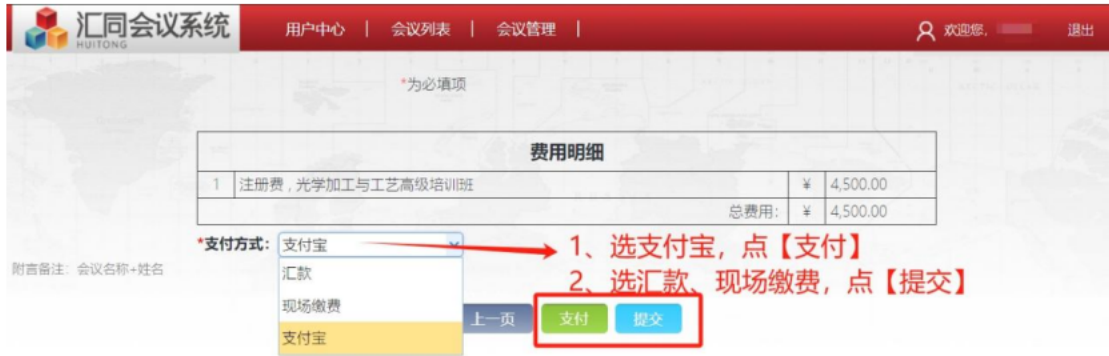 汇同会议系统
HUITONG
用户中心 | 会议列表 | 会议管理 |
欢迎您, 退出
*为必填项
费用明细
1 注册费，光学加工与工艺高级培训班 ¥ 4,500.00
总费用： ¥ 4,500.00
*支付方式： 支付宝
1、选支付宝，点【支付】
附言备注：会议名称+姓名
汇款
2、选汇款、现场缴费，点【提交】
现场缴费
上一页 支付 提交
支付宝